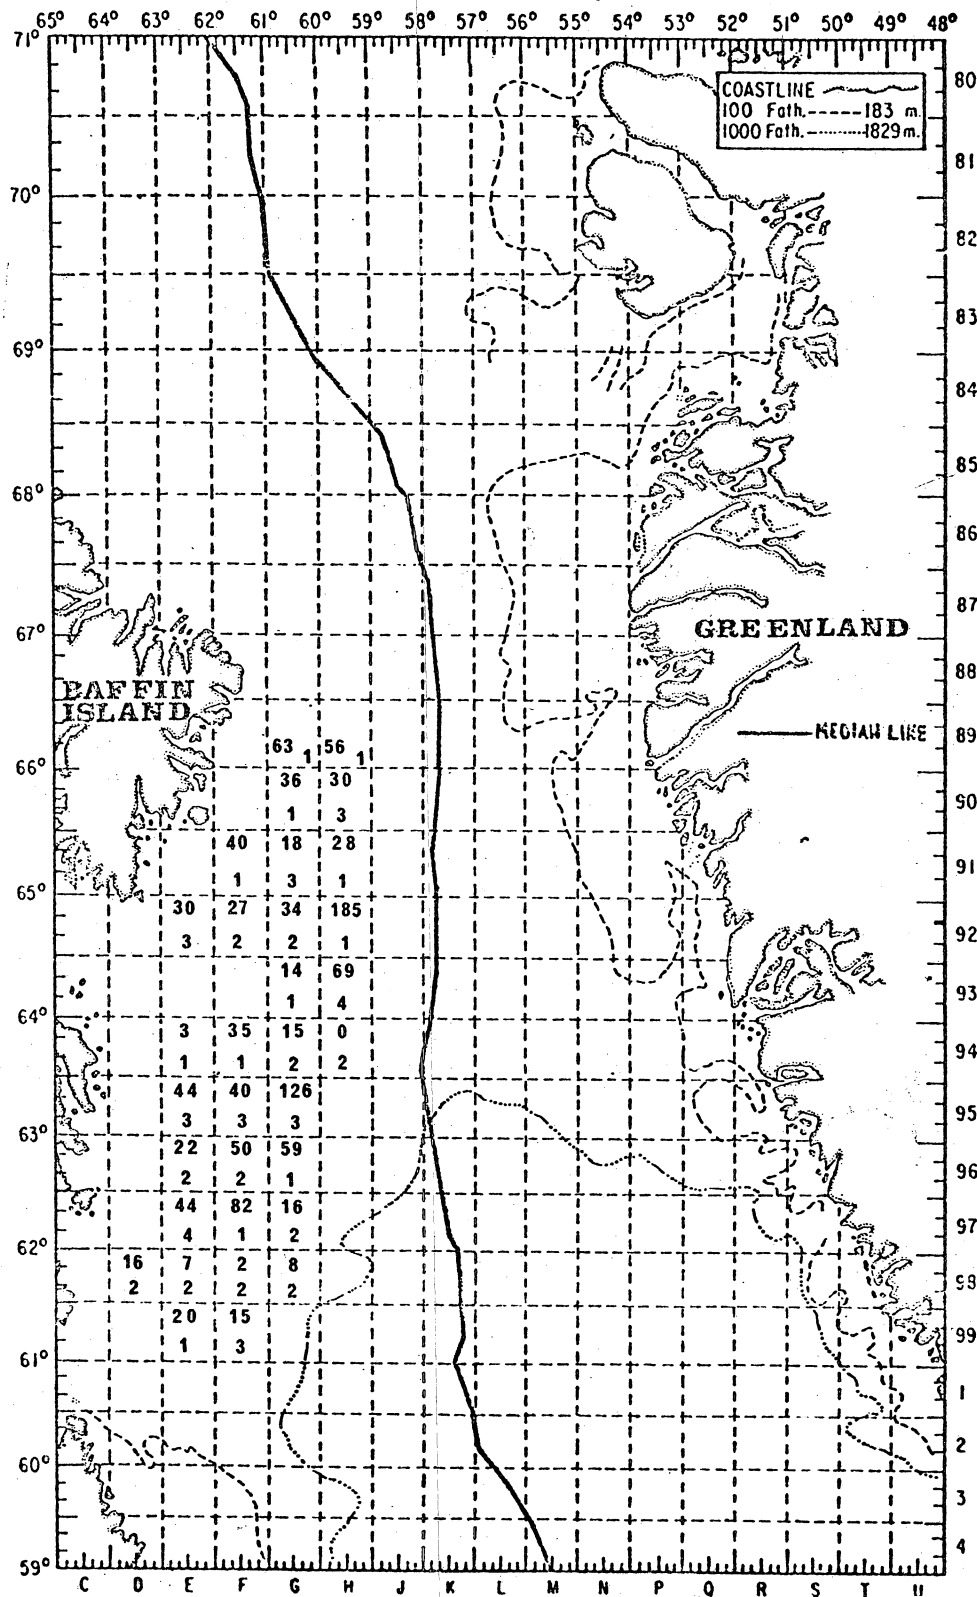 65° 64° 63° 62° 61° 60° 59° 58° 57° 56° 55° 54° 53° 52° 51° 50° 49° 48°
71°
COASTLINE
80
100 Fath. 183 m.
1000 Fath. 1829 m.
81
70°
82
83
69°
84
85
68°
86
87
67°
GREENLAND
88
BAFFIN
ISLAND
MEDIAN LINE
89
63 56
1 1
66°
36 30
90
1 3
40 18 28
91
1 3 1
65°
30 27 34 185
92
3 2 2 1
14 69
93
1 4
64°
3 35 15 0
94
1 1 2 2
44 40 126
95
3 3 3
63°
22 50 59
96
2 2 1
44 82 16
97
4 1 2
62°
16 7 2 8
98
2 2 2 2
20 15
99
1 3
61°
1
2
60°
3
4
59°
C D E F G H J K L M N P Q R S T U